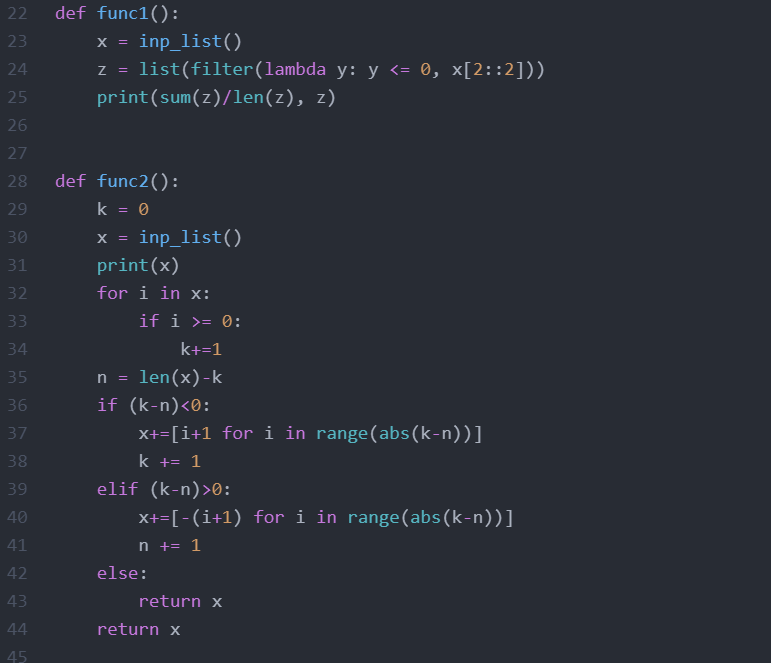 22 def func1():
23     x = inp_list()
24     z = list(filter(lambda y: y <= 0, x[2::2]))
25     print(sum(z)/len(z), z)
26
27
28 def func2():
29     k = 0
30     x = inp_list()
31     print(x)
32     for i in x:
33         if i >= 0:
34             k+=1
35     n = len(x)-k
36     if (k-n)<0:
37         x+=[i+1 for i in range(abs(k-n))]
38         k += 1
39     elif (k-n)>0:
40         x+=[-(i+1) for i in range(abs(k-n))]
41         n += 1
42     else:
43         return x
44     return x
45